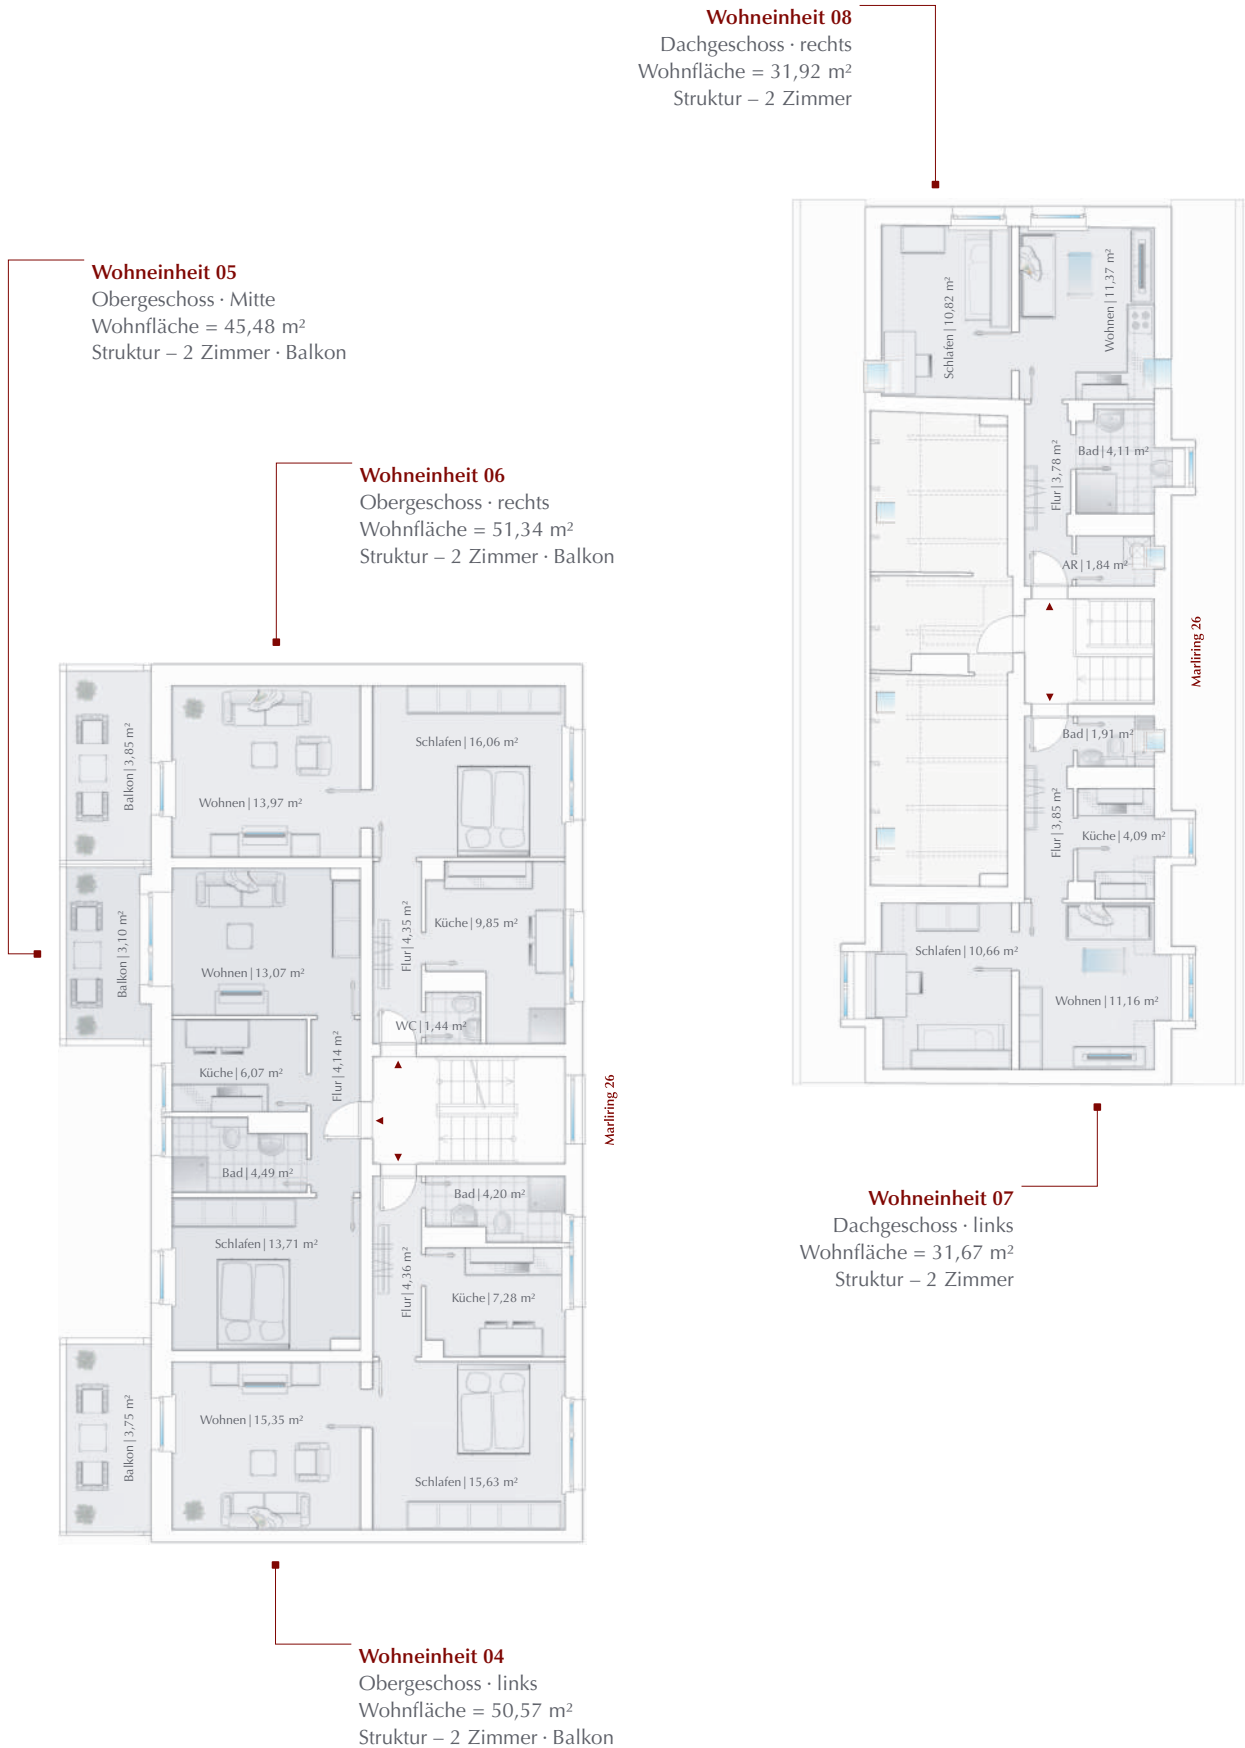 Wohneinheit 08
Dachgeschoss · rechts
Wohnfläche = 31,92 m²
Struktur – 2 Zimmer
Wohneinheit 05
Obergeschoss · Mitte
Wohnfläche = 45,48 m²
Struktur – 2 Zimmer · Balkon
Wohneinheit 06
Obergeschoss · rechts
Wohnfläche = 51,34 m²
Struktur – 2 Zimmer · Balkon
Schlafen | 10,82 m²
Wohnen | 11,37 m²
Flur | 3,78 m²
Bad | 4,11 m²
AR | 1,84 m²
Marliring 26
Bad | 1,91 m²
Flur | 3,85 m²
Küche | 4,09 m²
Schlafen | 10,66 m²
Wohnen | 11,16 m²
Balkon | 3,85 m²
Wohnen | 13,97 m²
Schlafen | 16,06 m²
Balkon | 3,10 m²
Wohnen | 13,07 m²
Flur | 4,35 m²
Küche | 9,85 m²
WC | 1,44 m²
Küche | 6,07 m²
Flur | 4,14 m²
Marliring 26
Bad | 4,49 m²
Bad | 4,20 m²
Schlafen | 13,71 m²
Flur | 4,36 m²
Küche | 7,28 m²
Balkon | 3,75 m²
Wohnen | 15,35 m²
Schlafen | 15,63 m²
Wohneinheit 07
Dachgeschoss · links
Wohnfläche = 31,67 m²
Struktur – 2 Zimmer
Wohneinheit 04
Obergeschoss · links
Wohnfläche = 50,57 m²
Struktur – 2 Zimmer · Balkon